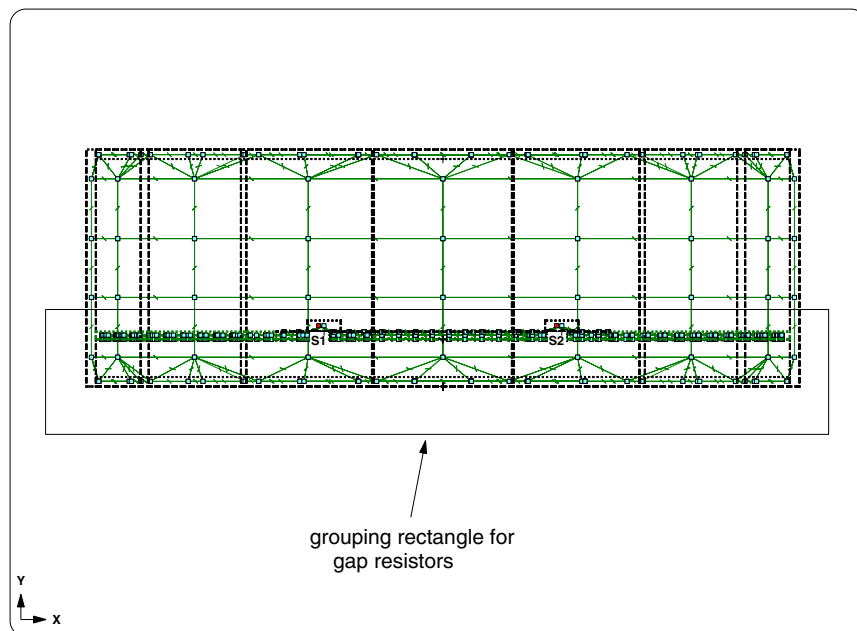 S1
S2
grouping rectangle for
gap resistors
Y
X